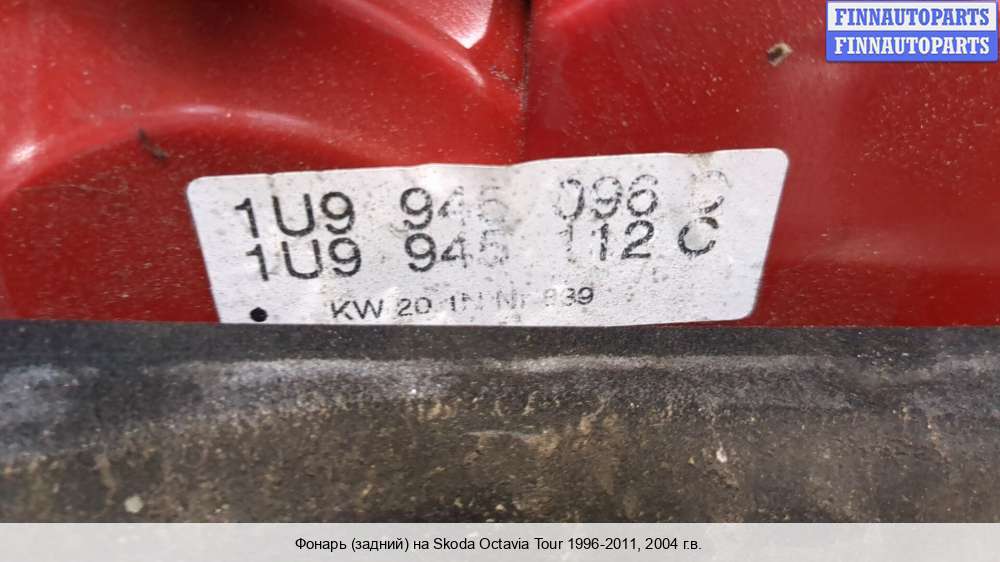 FINNAUTOPARTS
FINNAUTOPARTS
1U9 945 096
1U9 945 112 C
KW 20 839
Фонарь (задний) на Skoda Octavia Tour 1996-2011, 2004 г.в.